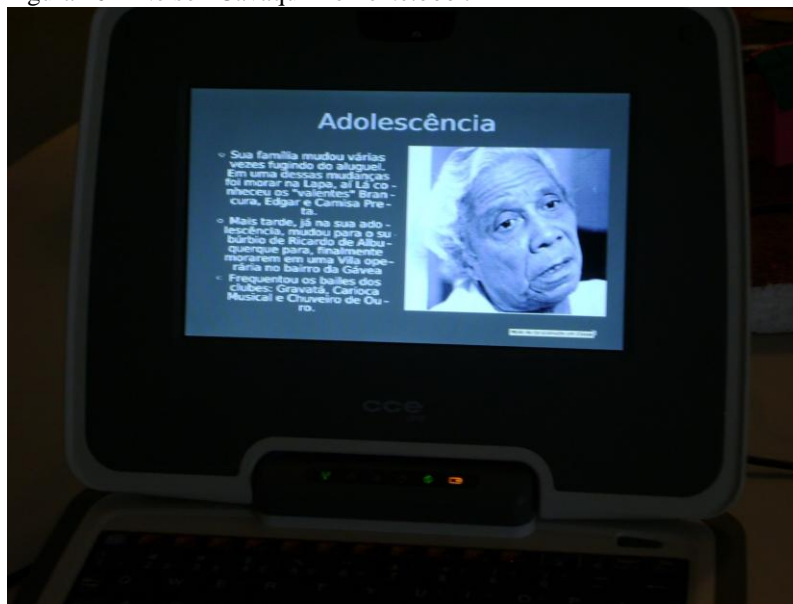 Adolescência
◦ Sua família mudou várias
vezes fugindo do aluguel.
Em uma dessas mudanças
foi morar na Lapa, aí Lá co-
nheceu os "valentes" Bran-
cura, Edgar e Camisa Pre-
ta.
◦ Mais tarde, já na sua ado-
lescência, mudou para o su
búrbio de Ricardo de Albu-
querque para, finalmente
morarem em uma Vila ope-
rária no bairro da Gávea
◦ Frequentou os bailes dos
clubes: Gravatá, Carioca
Musical e Chuveiro de Ou-
ro.
cce